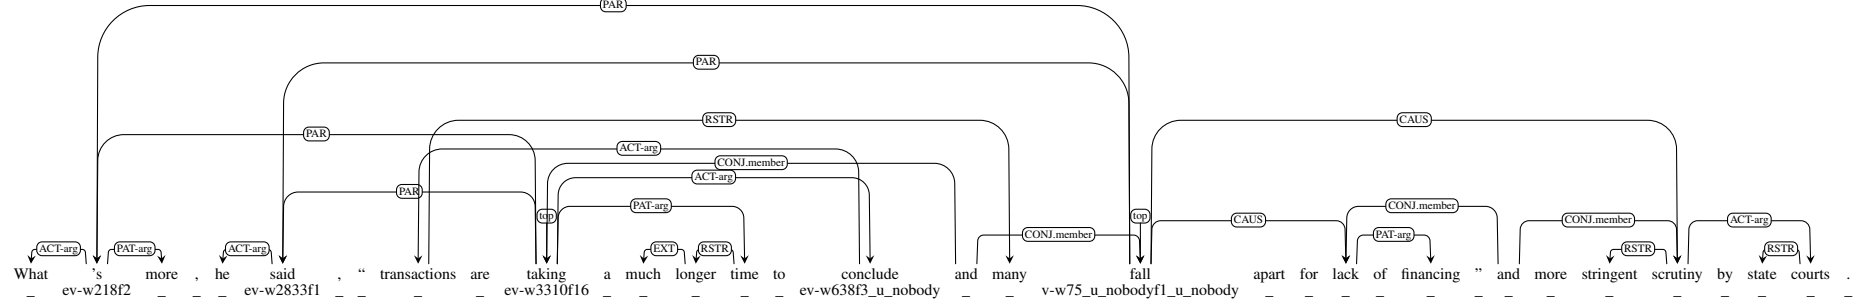 PAR
PAR
RSTR
CAUS
PAR
ACT-arg
CONJ.member
ACT-arg
PAR
PAT-arg
CONJ.member
top
top
CAUS
CONJ.member
ACT-arg
CONJ.member
PAT-arg
ACT-arg PAT-arg ACT-arg EXT RSTR RSTR RSTR
What 's more , he said , “ transactions are taking a much longer time to conclude and many fall apart for lack of financing ” and more stringent scrutiny by state courts .
_ ev-w218f2 _ _ _ ev-w2833f1 _ _ _ _ ev-w3310f16 _ _ _ _ _ ev-w638f3_u_nobody _ _ v-w75_u_nobodyf1_u_nobody _ _ _ _ _ _ _ _ _ _ _ _ _ _